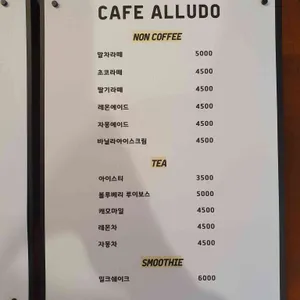 CAFE ALLUDO
NON COFFEE
말차라떼 5000
초코라떼 4500
딸기라떼 4500
레몬에이드 4500
자몽에이드 4500
바닐라아이스크림 4500
TEA
아이스티 3500
블루베리 루이보스 5000
캐모마일 4500
레몬차 4500
자몽차 4500
SMOOTHIE
밀크쉐이크 6000